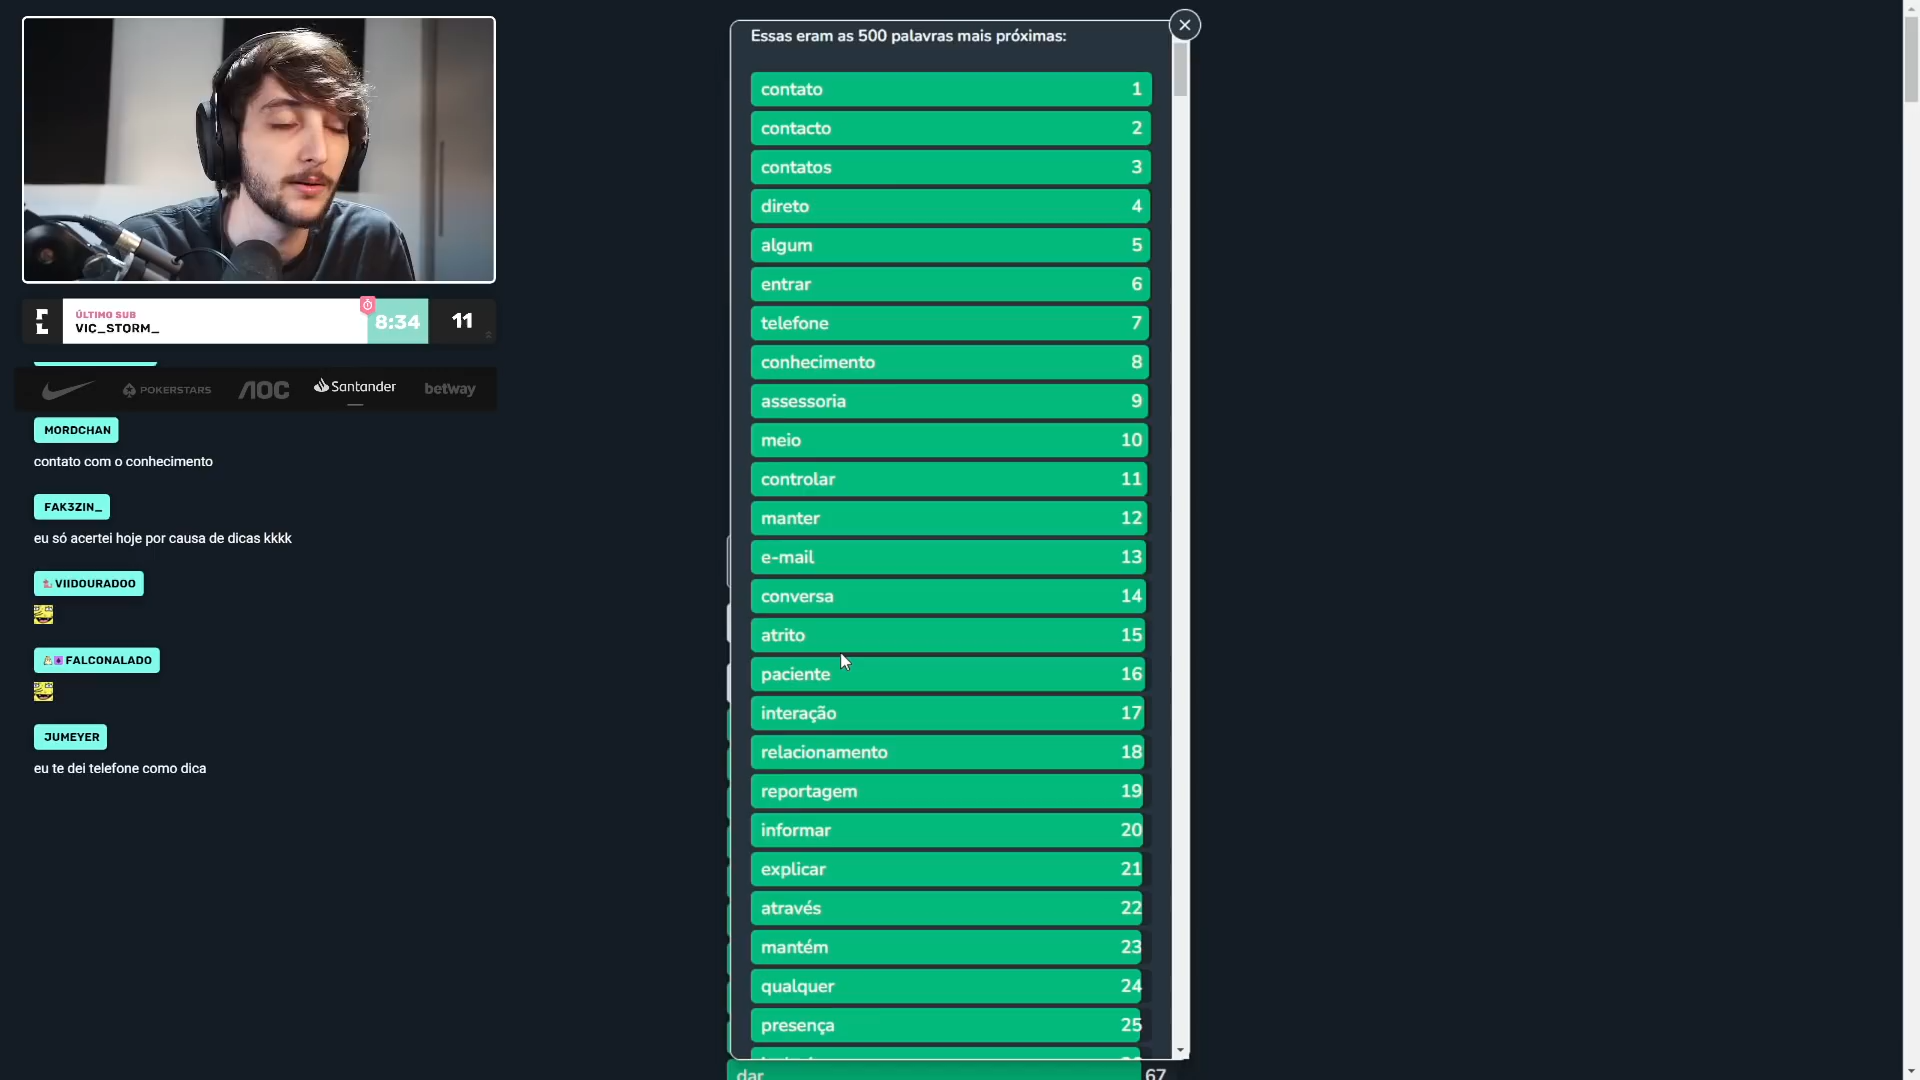 ÚLTIMO SUB
VIC_STQRM_
8:34
11
POKERSTARS
AOC
Santander
betway
MORDCHAN
contato com o conhecimento
FAK3ZIN_
eu só acertei hoje por causa de dicas kkkk
VIIDOURADOO
FALCONALADO
JUMEYER
eu te dei telefone como dica
Essas eram as 500 palavras mais próximas:
contato 1
contacto 2
contatos 3
direto 4
algum 5
entrar 6
telefone 7
conhecimento 8
assessoria 9
meio 10
controlar 11
manter 12
e-mail 13
conversa 14
atrito 15
paciente 16
interação 17
relacionamento 18
reportagem 19
informar 20
explicar 21
através 22
mantém 23
qualquer 24
presença 25
dar 67